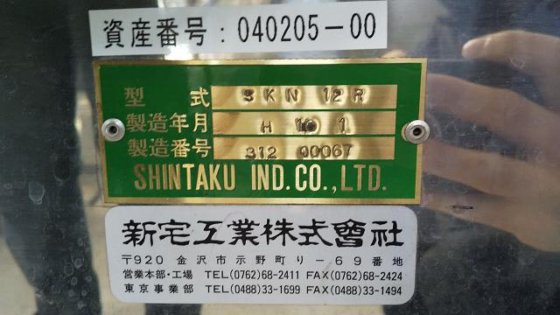 資産番号：040205-00
型式 SKN 12R
製造年月 H 10 1
製造番号 312 00067
SHINTAKU IND.CO.,LTD.
新宅工業株式會社
〒920 金沢市示野町り-69番地
営業本部・工場 TEL(0762)68-2411 FAX(0762)68-2424
東京事業部 TEL(0488)33-1699 FAX(0488)33-1494